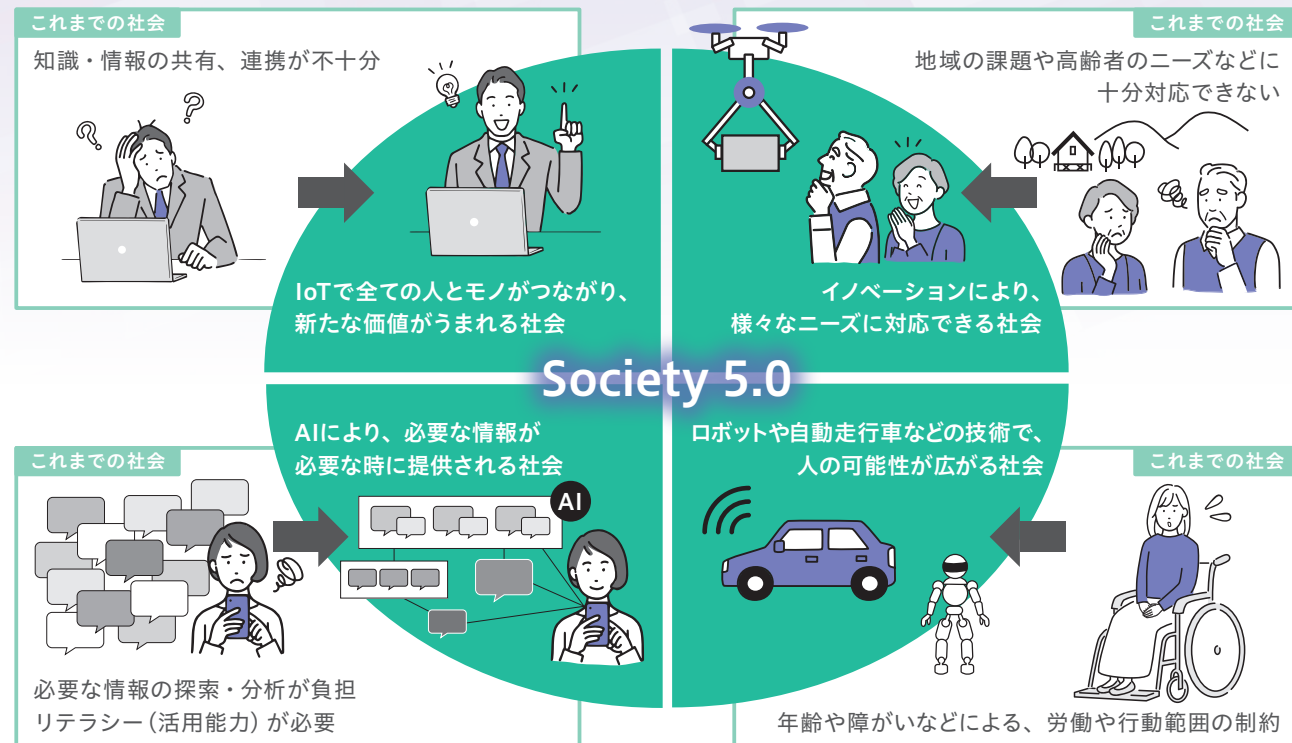 これまでの社会
知識・情報の共有、連携が不十分
IoTで全ての人とモノがつながり、
新たな価値がうまれる社会
これまでの社会
地域の課題や高齢者のニーズなどに
十分対応できない
イノベーションにより、
様々なニーズに対応できる社会
Society 5.0
AIにより、必要な情報が
必要な時に提供される社会
これまでの社会
AI
必要な情報の探索・分析が負担
リテラシー(活用能力)が必要
ロボットや自動走行車などの技術で、
人の可能性が広がる社会
これまでの社会
年齢や障がいなどによる、労働や行動範囲の制約